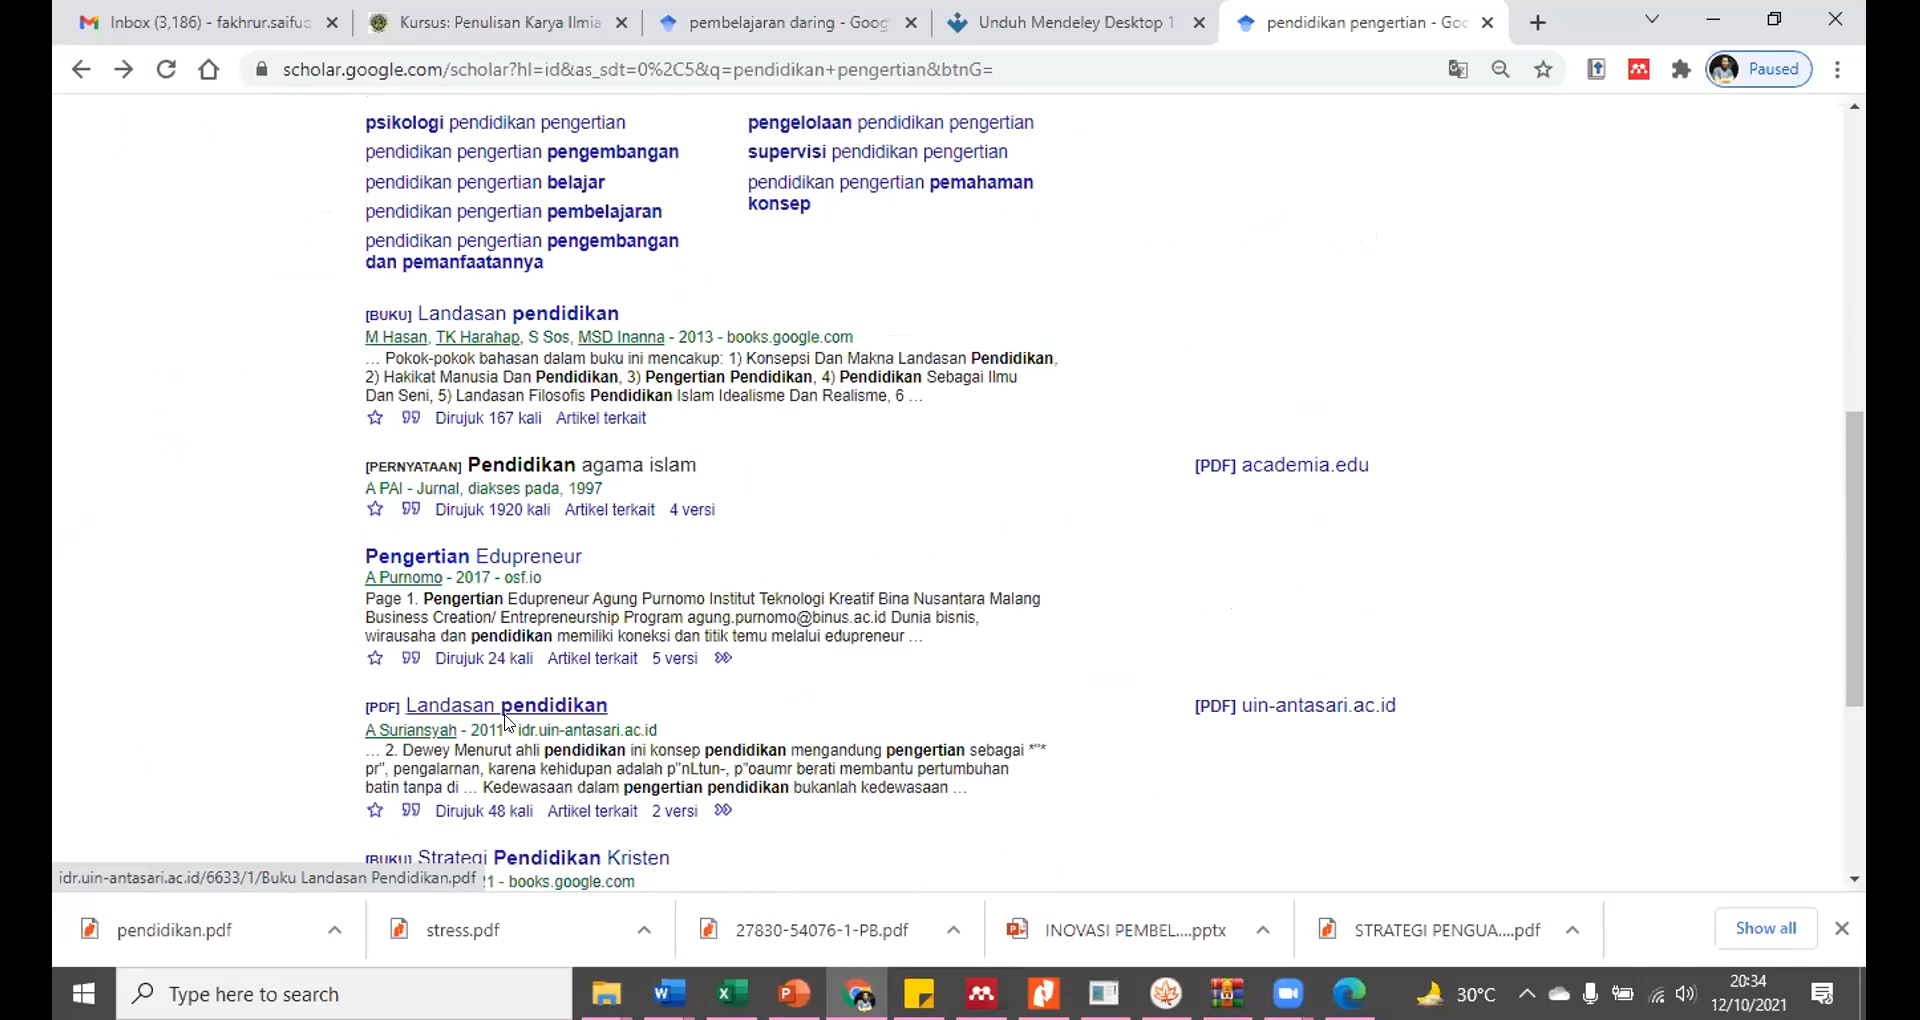 Inbox (3,186) - fakhrur.saifu
Kursus: Penulisan Karya Ilmia
pembelajaran daring - Goog
Unduh Mendeley Desktop 1
pendidikan pengertian - Goo
scholar.google.com/scholar?hl=id&as_sdt=0%2C5&q=pendidikan+pengertian&btnG=
Paused
psikologi pendidikan pengertian
pengelolaan pendidikan pengertian
pendidikan pengertian pengembangan
supervisi pendidikan pengertian
pendidikan pengertian belajar
pendidikan pengertian pemahaman
konsep
pendidikan pengertian pembelajaran
pendidikan pengertian pengembangan
dan pemanfaatannya
[BUKU] Landasan pendidikan
M Hasan, TK Harahap, S Sos, MSD Inanna - 2013 - books.google.com
... Pokok-pokok bahasan dalam buku ini mencakup: 1) Konsepsi Dan Makna Landasan Pendidikan,
2) Hakikat Manusia Dan Pendidikan, 3) Pengertian Pendidikan, 4) Pendidikan Sebagai Ilmu
Dan Seni, 5) Landasan Filosofis Pendidikan Islam Idealisme Dan Realisme, 6 ...
Dirujuk 167 kali Artikel terkait
[PERNYATAAN] Pendidikan agama islam
[PDF] academia.edu
A PAI - Jurnal, diakses pada, 1997
Dirujuk 1920 kali Artikel terkait 4 versi
Pengertian Edupreneur
A Purnomo - 2017 - osf.io
Page 1. Pengertian Edupreneur Agung Purnomo Institut Teknologi Kreatif Bina Nusantara Malang
Business Creation/ Entrepreneurship Program agung.purnomo@binus.ac.id Dunia bisnis,
wirausaha dan pendidikan memiliki koneksi dan titik temu melalui edupreneur ...
Dirujuk 24 kali Artikel terkait 5 versi
[PDF] Landasan pendidikan
[PDF] uin-antasari.ac.id
A Suriansyah - 2011 idr.uin-antasari.ac.id
... 2. Dewey Menurut ahli pendidikan ini konsep pendidikan mengandung pengertian sebagai *"*
pr", pengalarnan, karena kehidupan adalah p"nLtun-, p"oaumr berati membantu pertumbuhan
batin tanpa di ... Kedewasaan dalam pengertian pendidikan bukanlah kedewasaan ...
Dirujuk 48 kali Artikel terkait 2 versi
[BUKU] Strategi Pendidikan Kristen
idr.uin-antasari.ac.id/6633/1/Buku Landasan Pendidikan.pdf
21 - books.google.com
pendidikan.pdf
stress.pdf
27830-54076-1-PB.pdf
INOVASI PEMBEL....pptx
STRATEGI PENGUA....pdf
Show all
Type here to search
30°C
20:34
12/10/2021